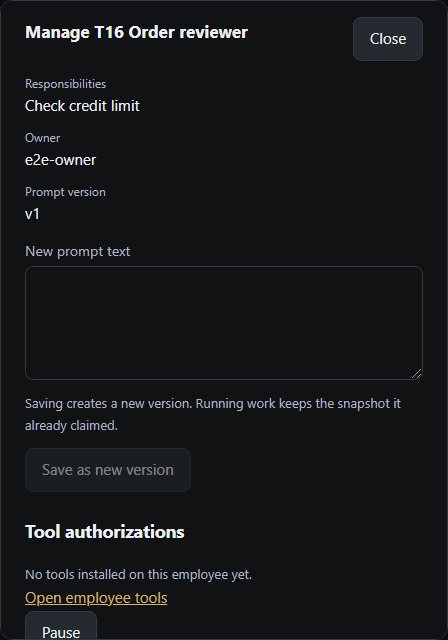 Manage T16 Order reviewer
Close
Responsibilities
Check credit limit
Owner
e2e-owner
Prompt version
v1
New prompt text
Saving creates a new version. Running work keeps the snapshot it
already claimed.
Save as new version
Tool authorizations
No tools installed on this employee yet.
Open employee tools
Pause